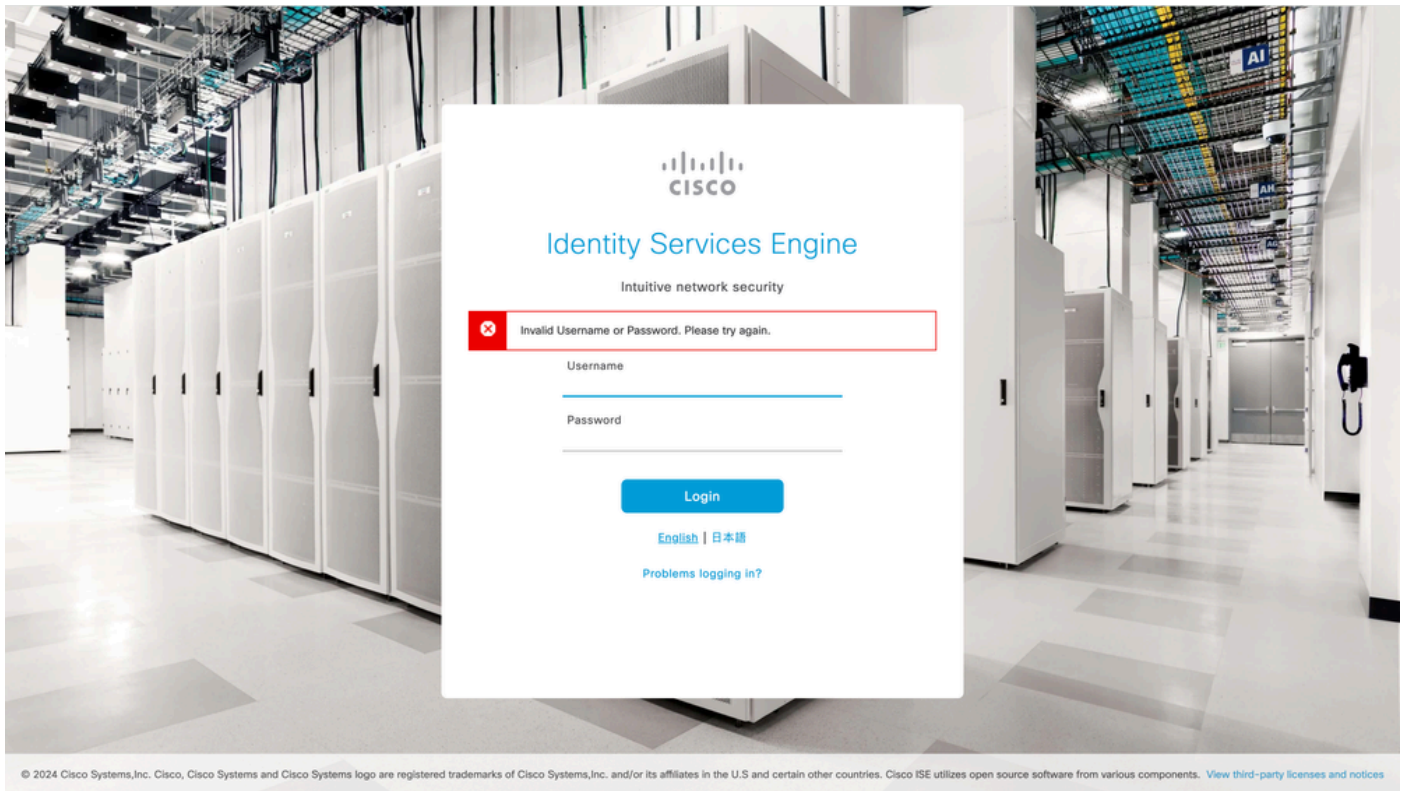 AI
AH
AG
CISCO
Identity Services Engine
Intuitive network security
Invalid Username or Password. Please try again.
Username
Password
Login
English | 日本語
Problems logging in?
© 2024 Cisco Systems,Inc. Cisco, Cisco Systems and Cisco Systems logo are registered trademarks of Cisco Systems,Inc. and/or its affiliates in the U.S and certain other countries. Cisco ISE utilizes open source software from various components. View third-party licenses and notices